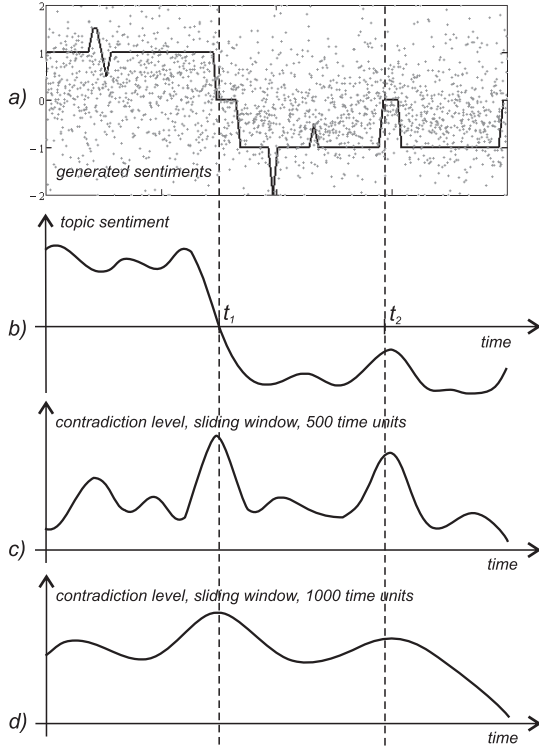 2
1
a)
0
−1
generated sentiments
−2
topic sentiment
t1
t2
b)
time
contradiction level, sliding window, 500 time units
c)
time
contradiction level, sliding window, 1000 time units
d)
time